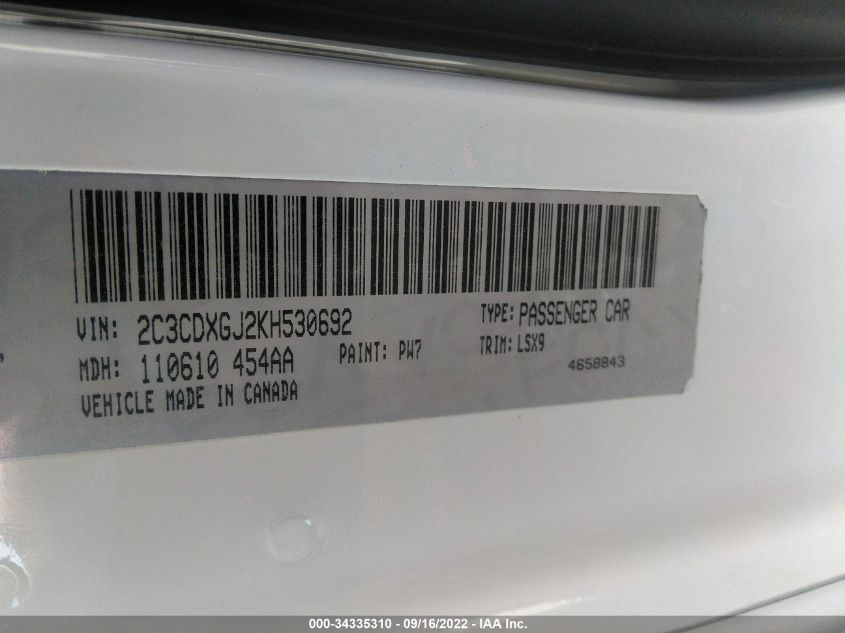 VIN: 2C3CDXGJ2KH530692
TYPE: PASSENGER CAR
MDH: 110610 454AA
PAINT: PW7
TRIM: LSX9
4658843
VEHICLE MADE IN CANADA
000-34335310 - 09/16/2022 - IAA Inc.